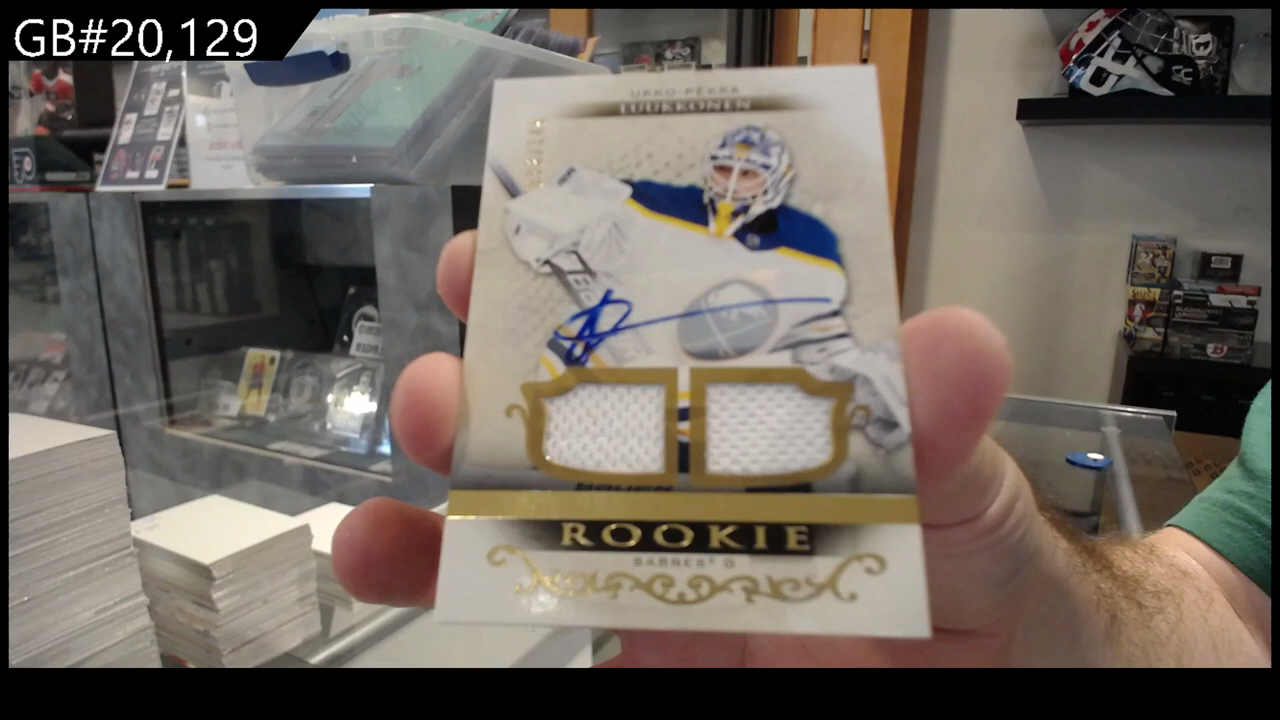 GB#20,129
UKKO-PEKKA
LUUKKONEN
ROOKIE
SABRES® G